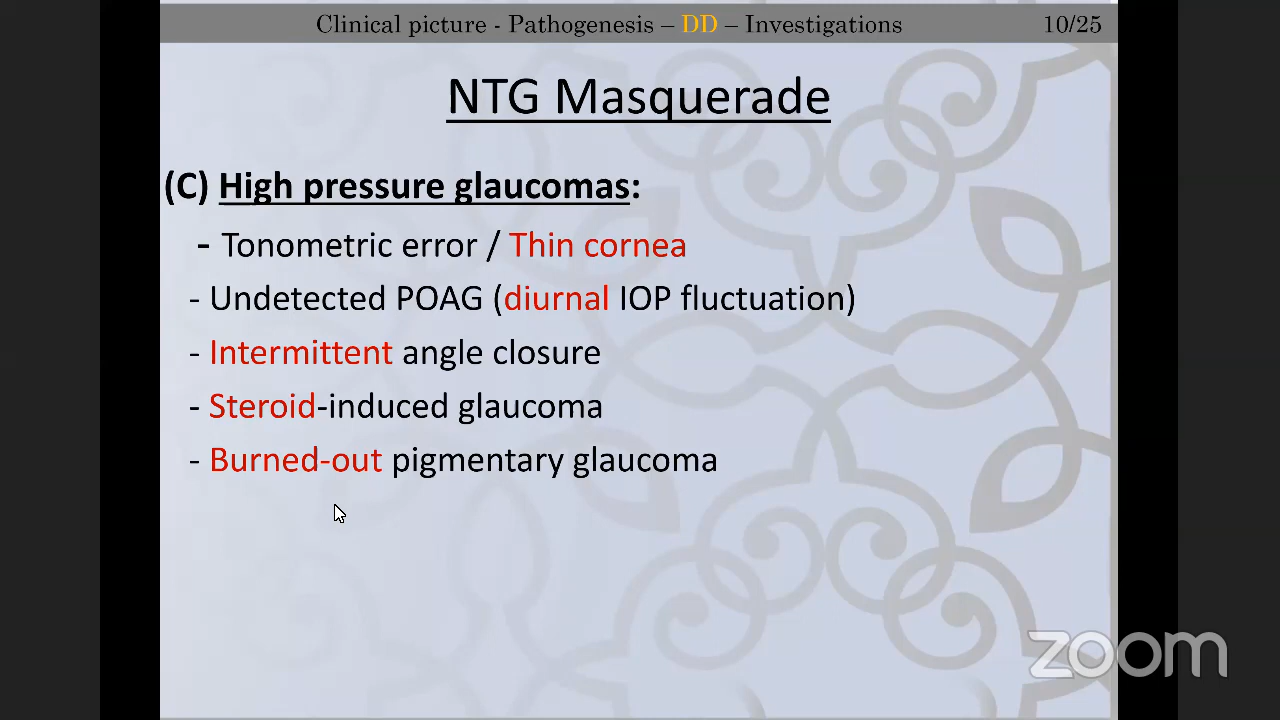 Clinical picture - Pathogenesis – DD – Investigations 10/25
NTG Masquerade
(C) High pressure glaucomas:
- Tonometric error / Thin cornea
- Undetected POAG (diurnal IOP fluctuation)
- Intermittent angle closure
- Steroid-induced glaucoma
- Burned-out pigmentary glaucoma
zoom